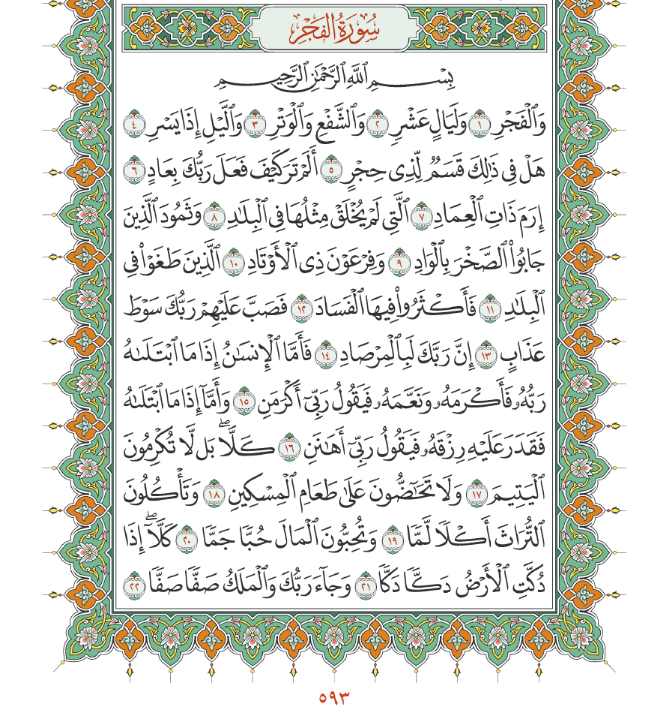 سُورَةُ الفَجْرِ
بِسْمِ ٱللَّهِ ٱلرَّحْمَٰنِ ٱلرَّحِيمِ
وَٱلْفَجْرِ ١ وَلَيَالٍ عَشْرٍ ٢ وَٱلشَّفْعِ وَٱلْوَتْرِ ٣ وَٱلَّيْلِ إِذَا يَسْرِ ٤
هَلْ فِى ذَٰلِكَ قَسَمٌ لِّذِى حِجْرٍ ٥ أَلَمْ تَرَ كَيْفَ فَعَلَ رَبُّكَ بِعَادٍ ٦
إِرَمَ ذَاتِ ٱلْعِمَادِ ٧ ٱلَّتِى لَمْ يُخْلَقْ مِثْلُهَا فِى ٱلْبِلَٰدِ ٨ وَثَمُودَ ٱلَّذِينَ
جَابُوا۟ ٱلصَّخْرَ بِٱلْوَادِ ٩ وَفِرْعَوْنَ ذِى ٱلْأَوْتَادِ ١٠ ٱلَّذِينَ طَغَوْا۟ فِى
ٱلْبِلَٰدِ ١١ فَأَكْثَرُوا۟ فِيهَا ٱلْفَسَادَ ١٢ فَصَبَّ عَلَيْهِمْ رَبُّكَ سَوْطَ
عَذَابٍ ١٣ إِنَّ رَبَّكَ لَبِٱلْمِرْصَادِ ١٤ فَأَمَّا ٱلْإِنسَٰنُ إِذَا مَا ٱبْتَلَىٰهُ
رَبُّهُۥ فَأَكْرَمَهُۥ وَنَعَّمَهُۥ فَيَقُولُ رَبِّىٓ أَكْرَمَنِ ١٥ وَأَمَّآ إِذَا مَا ٱبْتَلَىٰهُ
فَقَدَرَ عَلَيْهِ رِزْقَهُۥ فَيَقُولُ رَبِّىٓ أَهَٰنَنِ ١٦ كَلَّا ۖ بَل لَّا تُكْرِمُونَ
ٱلْيَتِيمَ ١٧ وَلَا تَحَٰٓضُّونَ عَلَىٰ طَعَامِ ٱلْمِسْكِينِ ١٨ وَتَأْكُلُونَ
ٱلتُّرَاثَ أَكْلًا لَّمًّا ١٩ وَتُحِبُّونَ ٱلْمَالَ حُبًّا جَمًّا ٢٠ كَلَّآ ۖ إِذَا
دُكَّتِ ٱلْأَرْضُ دَكًّا دَكًّا ٢١ وَجَآءَ رَبُّكَ وَٱلْمَلَكُ صَفًّا صَفًّا ٢٢
٥٩٣